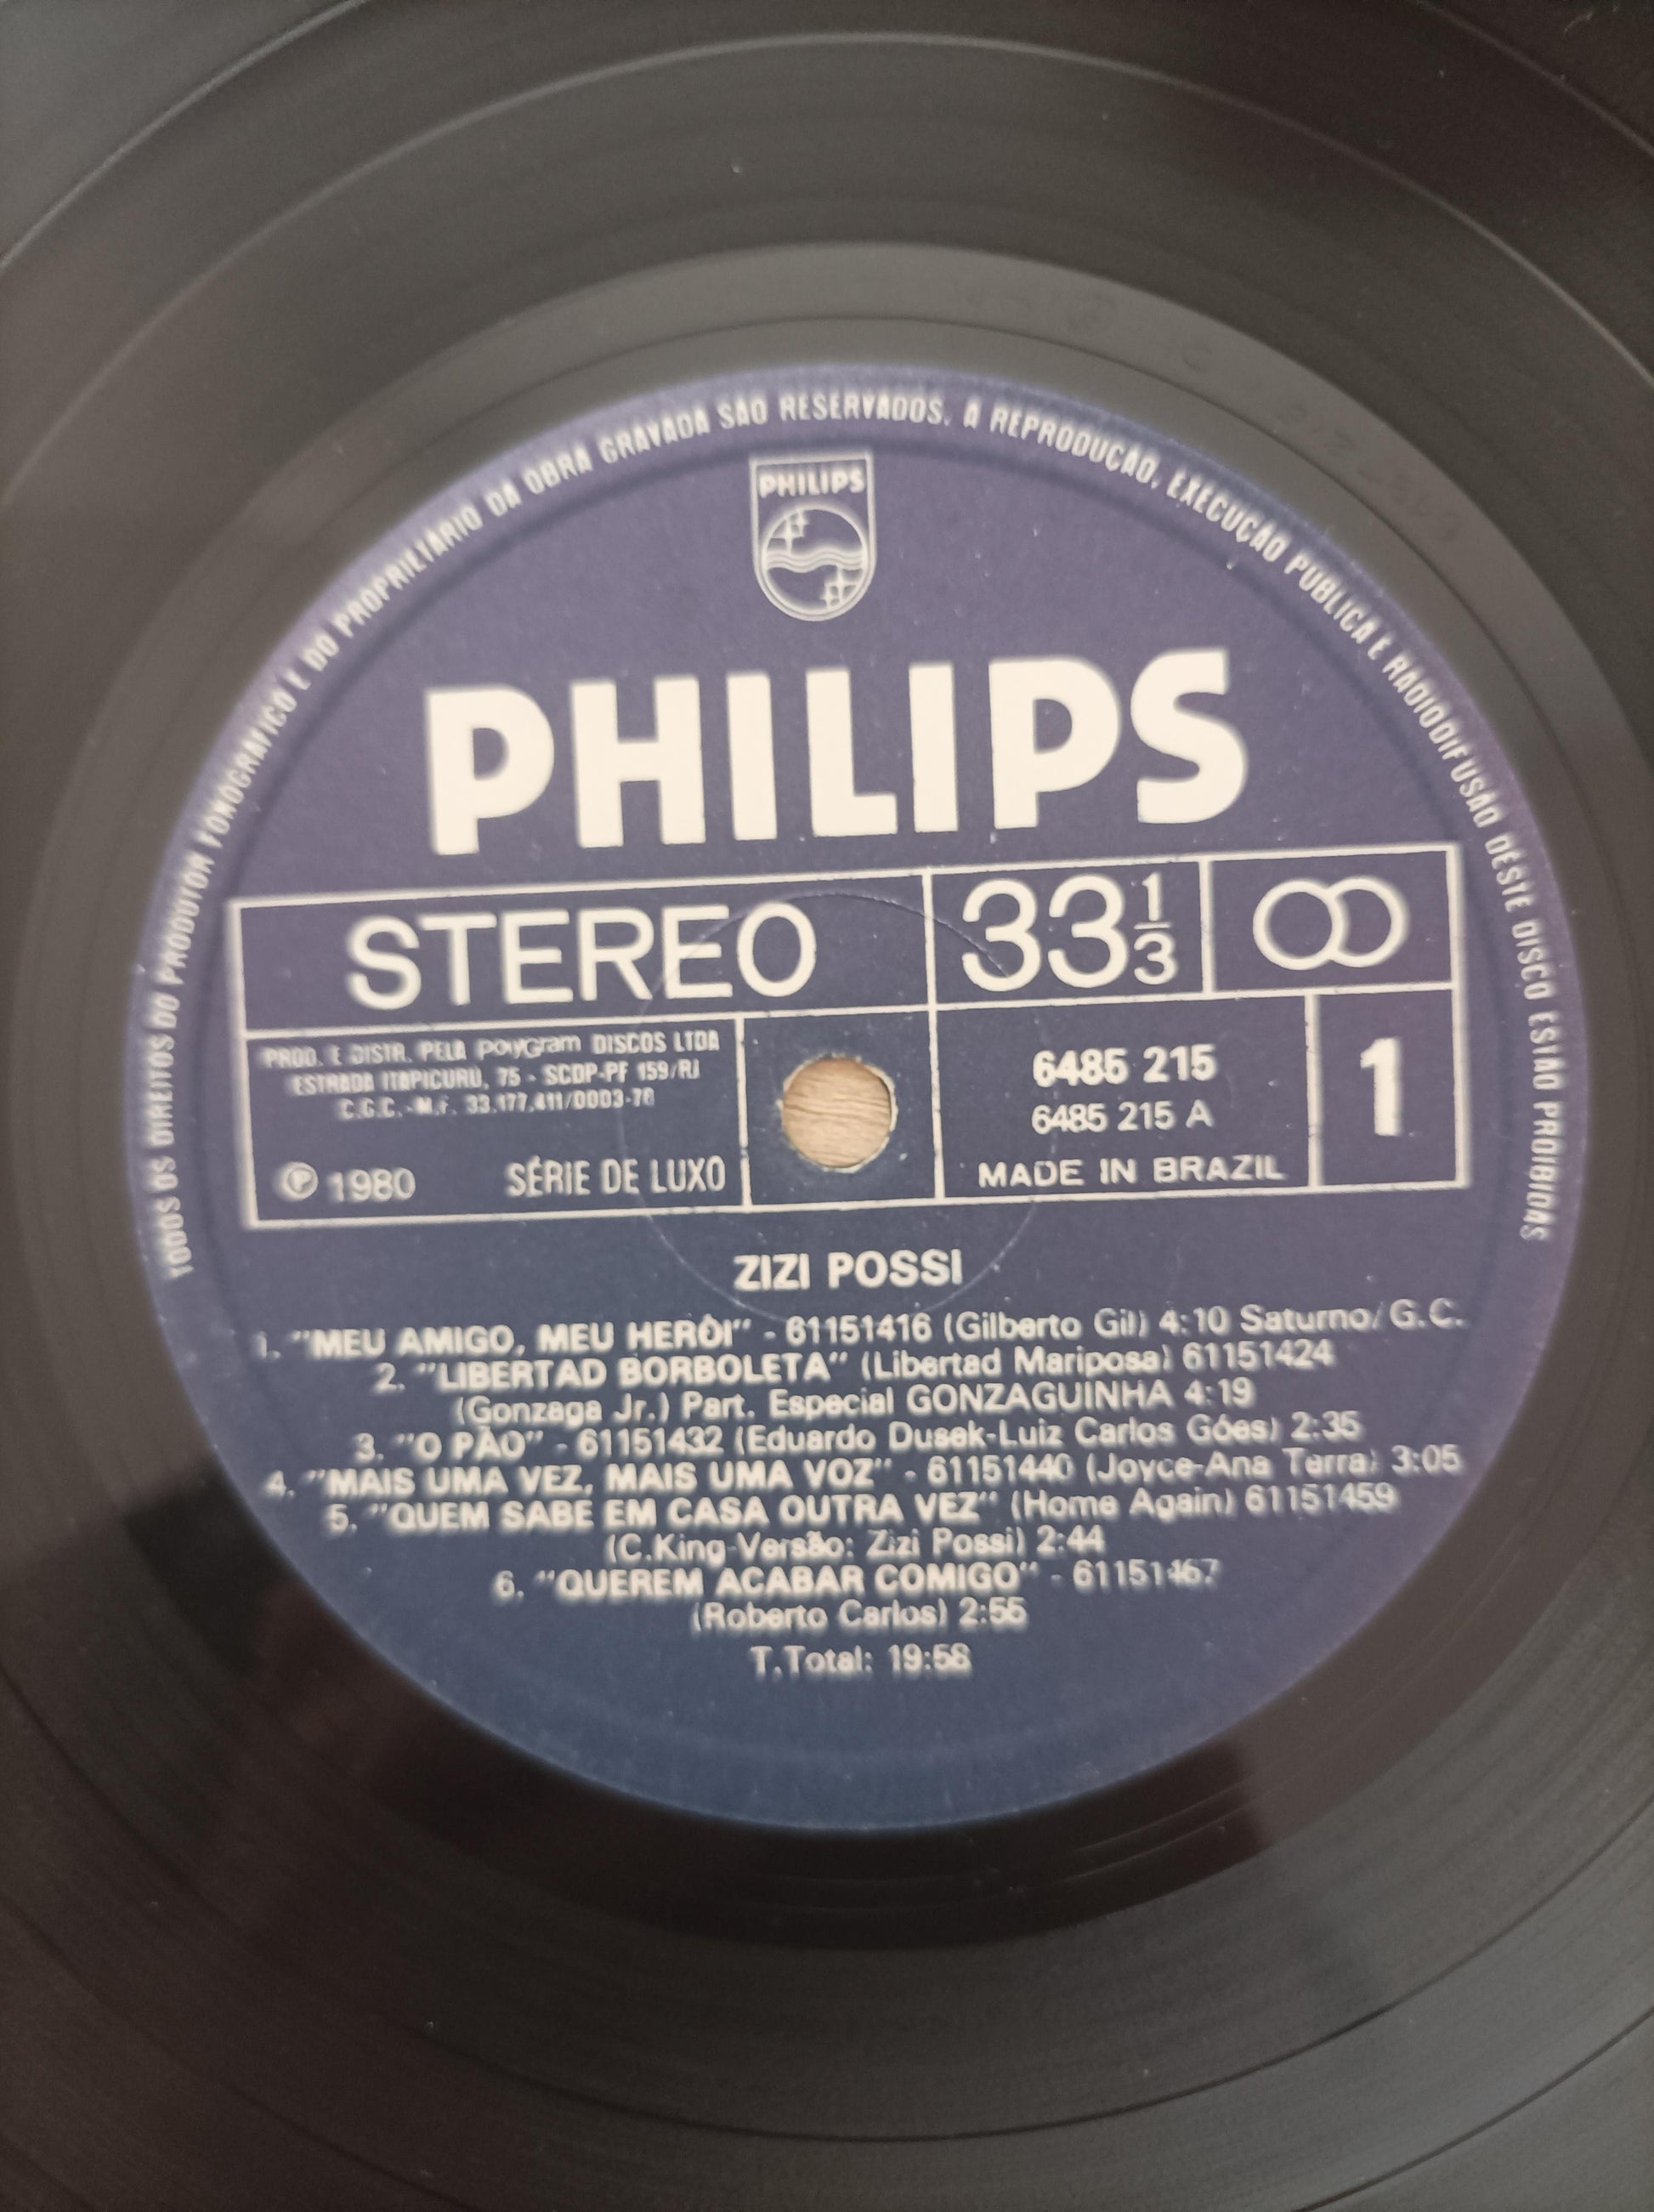 TODOS OS DIREITOS DO PRODUTOR FONOGRAFICO E DO PROPRIETARIO DA OBRA GRAVADA SÃO RESERVADOS. A REPRODUÇÃO, EXECUÇÃO PUBLICA E RADIODIFUSÃO DESTE DISCO ESTÃO PROIBIDAS
PHILIPS
PHILIPS
STEREO
33 1/3
PROD. E DISTR. PELA PolyGram DISCOS LTDA
ESTRADA ITAPICURU, 75 - SCDP-PF 159/RJ
C.G.C.-M.F. 33.177.411/0003-78
℗ 1980 SÉRIE DE LUXO
6485 215
6485 215 A
MADE IN BRAZIL
1
ZIZI POSSI
1. "MEU AMIGO, MEU HERÓI" - 61151416 (Gilberto Gil) 4:10 Saturno/G.C.
2. "LIBERTAD BORBOLETA" (Libertad Mariposa) 61151424
(Gonzaga Jr.) Part. Especial GONZAGUINHA 4:19
3. "O PÃO" - 61151432 (Eduardo Dusek-Luiz Carlos Góes) 2:35
4. "MAIS UMA VEZ, MAIS UMA VOZ" - 61151440 (Joyce-Ana Terra) 3:05
5. "QUEM SABE EM CASA OUTRA VEZ" (Home Again) 61151459
(C.King-Versão: Zizi Possi) 2:44
6. "QUEREM ACABAR COMIGO" - 61151467
(Roberto Carlos) 2:55
T.Total: 19:58